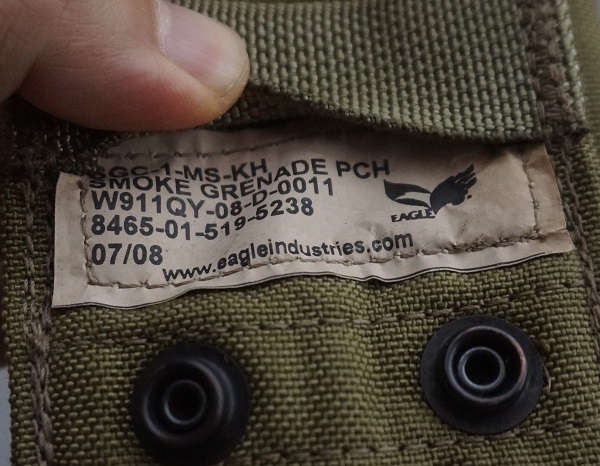 SGC-1-MS-KH
SMOKE GRENADE PCH
W911QY-08-D-0011
8465-01-519-5238
07/08
www.eagleindustries.com
EAGLE